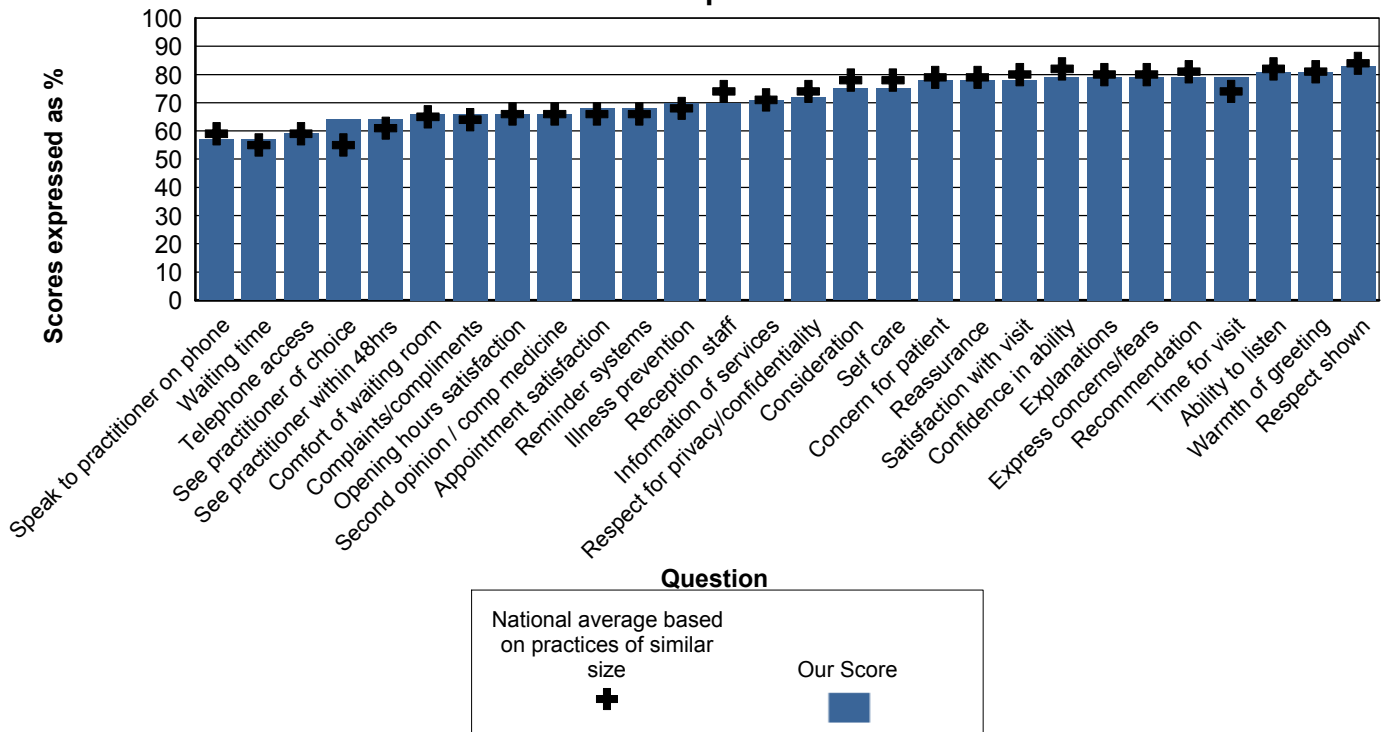 100
90
80
70
60
50
40
30
20
10
0
Scores expressed as %
Speak to practitioner on phone
Waiting time
Telephone access
See practitioner of choice
See practitioner within 48hrs
Comfort of waiting room
Complaints/compliments
Opening hours satisfaction
Second opinion / comp medicine
Appointment satisfaction
Reminder systems
Illness prevention
Reception staff
Information of services
Respect for privacy/confidentiality
Consideration
Self care
Concern for patient
Reassurance
Satisfaction with visit
Confidence in ability
Explanations
Express concerns/fears
Recommendation
Time for visit
Ability to listen
Warmth of greeting
Respect shown
Question
National average based
on practices of similar
size
Our Score